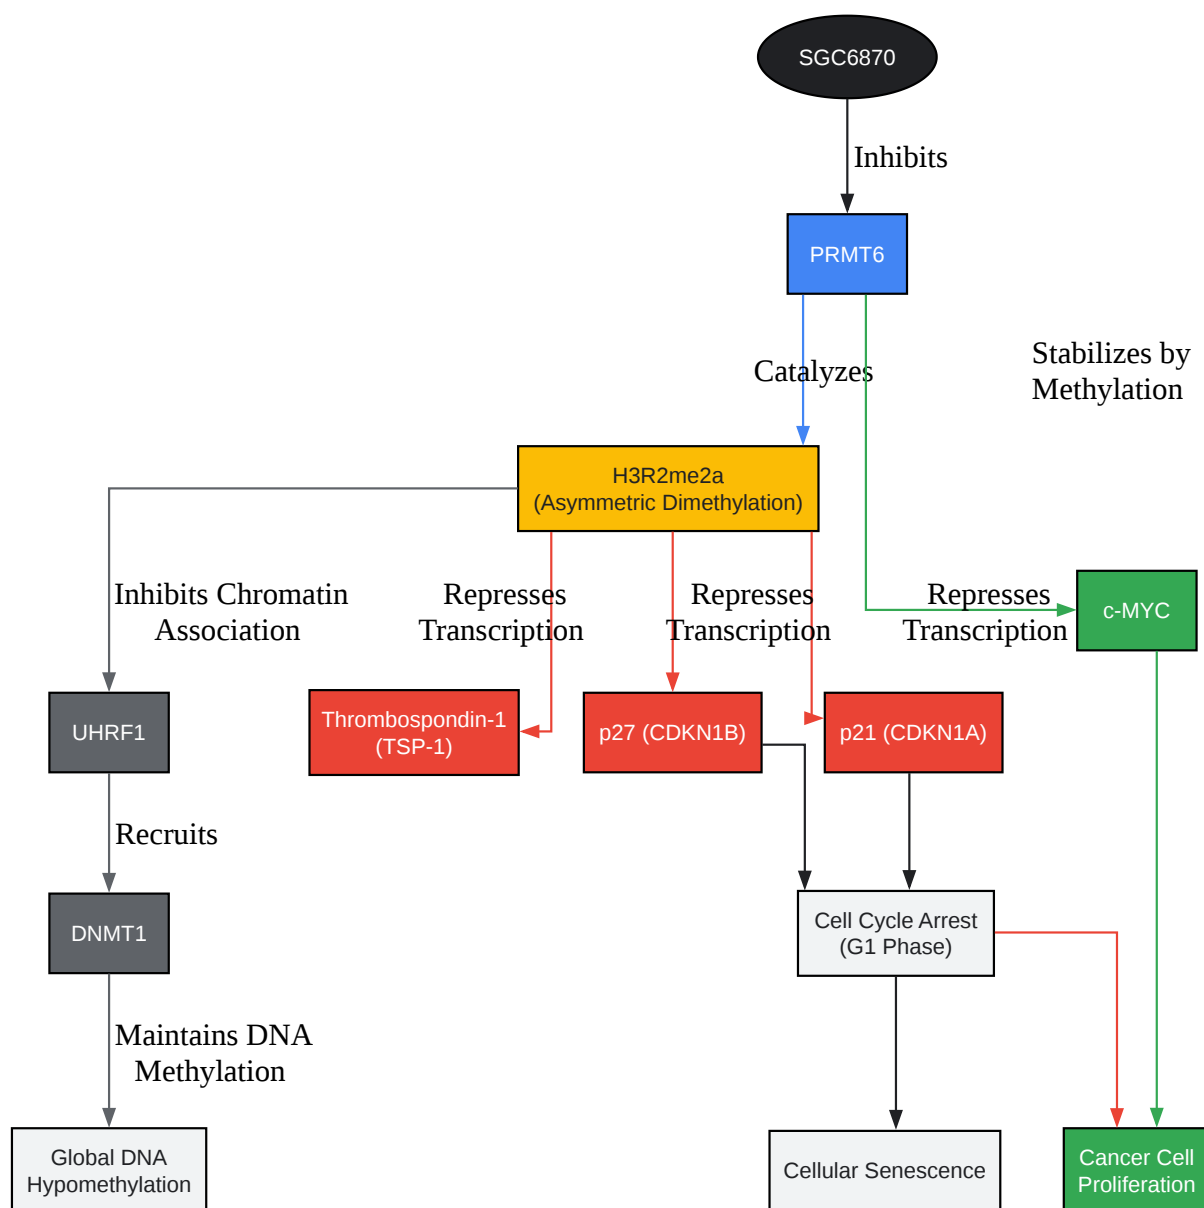 SGC6870
Inhibits
PRMT6
Catalyzes
Stabilizes by
Methylation
H3R2me2a
(Asymmetric Dimethylation)
Inhibits Chromatin
Association
Represses
Transcription
Represses
Transcription
Represses
Transcription
c-MYC
UHRF1
Thrombospondin-1
(TSP-1)
p27 (CDKN1B)
p21 (CDKN1A)
Recruits
DNMT1
Cell Cycle Arrest
(G1 Phase)
Maintains DNA
Methylation
Global DNA
Hypomethylation
Cellular Senescence
Cancer Cell
Proliferation